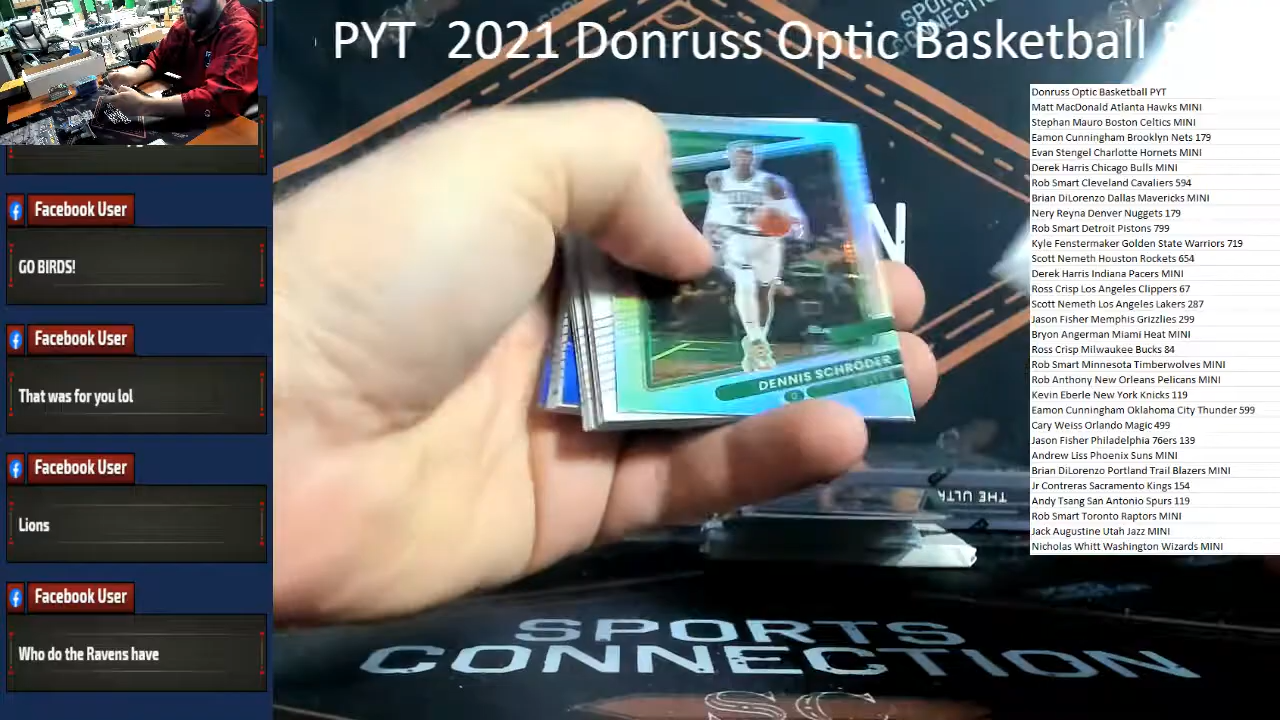 PYT 2021 Donruss Optic Basketball
SPORTS
CONNECTION
Facebook User
GO BIRDS!
Facebook User
That was for you lol
Facebook User
Lions
Facebook User
Who do the Ravens have
DENNIS SCHRODER
N
THE ULTR
SPORTS
CONNECTION
SC
Donruss Optic Basketball PYT
Matt MacDonald Atlanta Hawks MINI
Stephan Mauro Boston Celtics MINI
Eamon Cunningham Brooklyn Nets 179
Evan Stengel Charlotte Hornets MINI
Derek Harris Chicago Bulls MINI
Rob Smart Cleveland Cavaliers 594
Brian DiLorenzo Dallas Mavericks MINI
Nery Reyna Denver Nuggets 179
Rob Smart Detroit Pistons 799
Kyle Fenstermaker Golden State Warriors 719
Scott Nemeth Houston Rockets 654
Derek Harris Indiana Pacers MINI
Ross Crisp Los Angeles Clippers 67
Scott Nemeth Los Angeles Lakers 287
Jason Fisher Memphis Grizzlies 299
Bryon Angerman Miami Heat MINI
Ross Crisp Milwaukee Bucks 84
Rob Smart Minnesota Timberwolves MINI
Rob Anthony New Orleans Pelicans MINI
Kevin Eberle New York Knicks 119
Eamon Cunningham Oklahoma City Thunder 599
Cary Weiss Orlando Magic 499
Jason Fisher Philadelphia 76ers 139
Andrew Liss Phoenix Suns MINI
Brian DiLorenzo Portland Trail Blazers MINI
Jr Contreras Sacramento Kings 154
Andy Tsang San Antonio Spurs 119
Rob Smart Toronto Raptors MINI
Jack Augustine Utah Jazz MINI
Nicholas Whitt Washington Wizards MINI